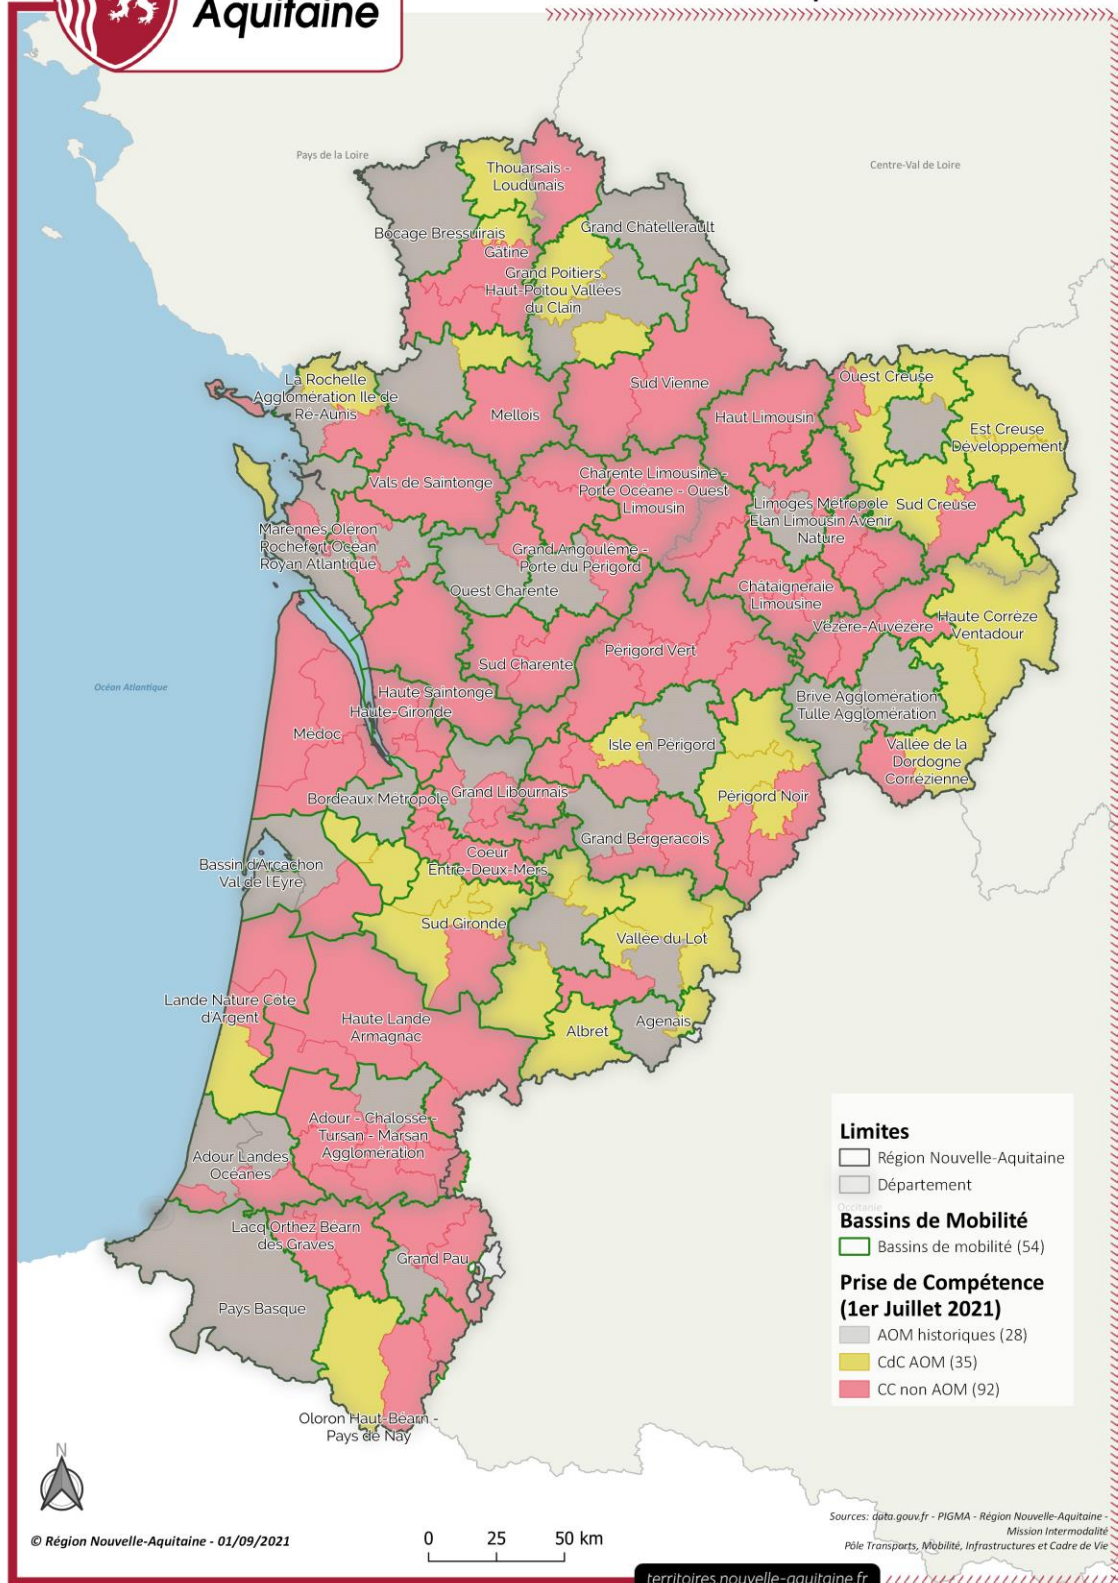 Aquitaine
Pays de la Loire
Centre-Val de Loire
Thouarsais -
Loudunais
Bocage Bressuirais
Grand Châtellerault
Gâtine
Grand Poitiers
Haut-Poitou Vallées
du Clain
La Rochelle
Agglomération Ile de
Ré-Aunis
Sud Vienne
Ouest Creuse
Mellois
Haut Limousin
Est Creuse
Développement
Vals de Saintonge
Charente Limousine -
Porte Océane - Ouest
Limousin
Limoges Métropole
Elan Limousin Avenir
Nature
Sud Creuse
Marennes Oléron
Rochefort Océan
Royan Atlantique
Grand Angoulême -
Porte du Périgord
Ouest Charente
Châtaigneraie
Limousine
Vézère-Auvézère
Haute Corrèze
Ventadour
Sud Charente
Périgord Vert
Océan Atlantique
Haute Saintonge
Haute-Gironde
Brive Agglomération
Tulle Agglomération
Médoc
Isle en Périgord
Vallée de la
Dordogne
Corrézienne
Bordeaux Métropole
Grand Libournais
Périgord Noir
Grand Bergeracois
Coeur
Entre-Deux-Mers
Bassin d'Arcachon
Val de l'Eyre
Sud Gironde
Vallée du Lot
Lande Nature Côte
d'Argent
Haute Lande
Armagnac
Albret
Agenais
Adour - Chalosse -
Tursan - Marsan
Agglomération
Adour Landes
Océanes
Lacq Orthez Béarn
des Graves
Grand Pau
Pays Basque
Oloron Haut-Béarn -
Pays de Nay
Limites
Région Nouvelle-Aquitaine
Département
Occitanie
Bassins de Mobilité
Bassins de mobilité (54)
Prise de Compétence
(1er Juillet 2021)
AOM historiques (28)
CdC AOM (35)
CC non AOM (92)
N
© Région Nouvelle-Aquitaine - 01/09/2021
0 25 50 km
Sources: data.gouv.fr - PIGMA - Région Nouvelle-Aquitaine -
Mission Intermodalité
Pôle Transports, Mobilité, Infrastructures et Cadre de Vie
territoires.nouvelle-aquitaine.fr